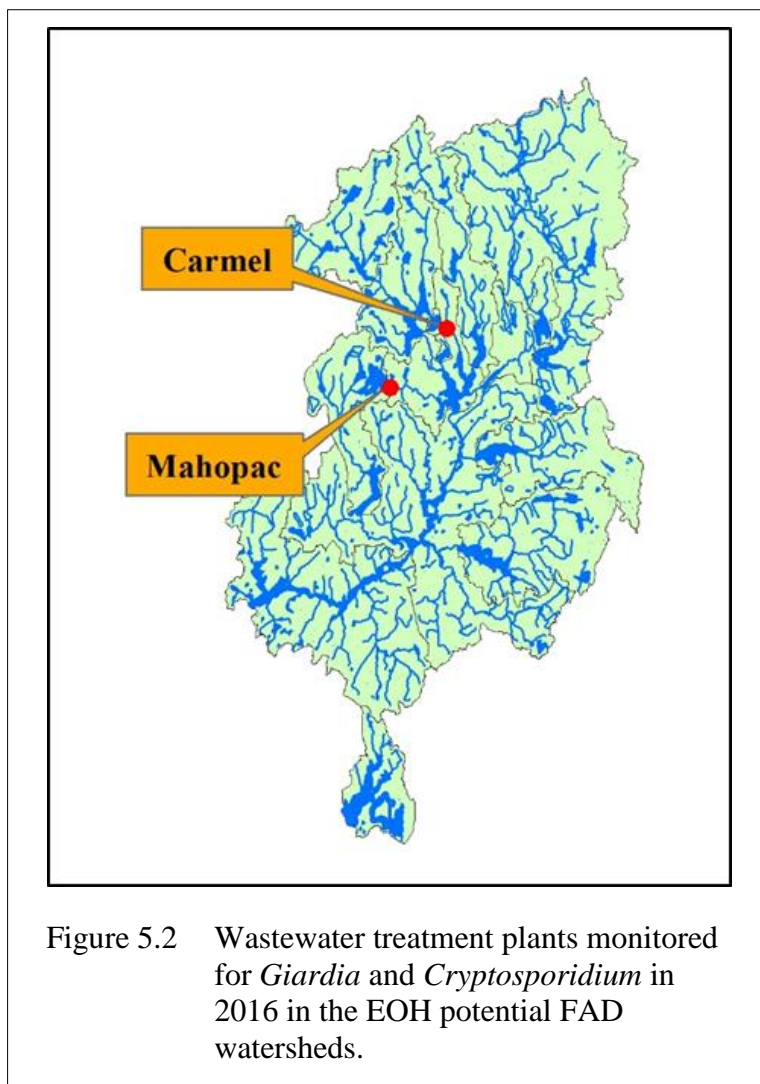 Carmel
Mahopac
Figure 5.2 Wastewater treatment plants monitored
for Giardia and Cryptosporidium in
2016 in the EOH potential FAD
watersheds.